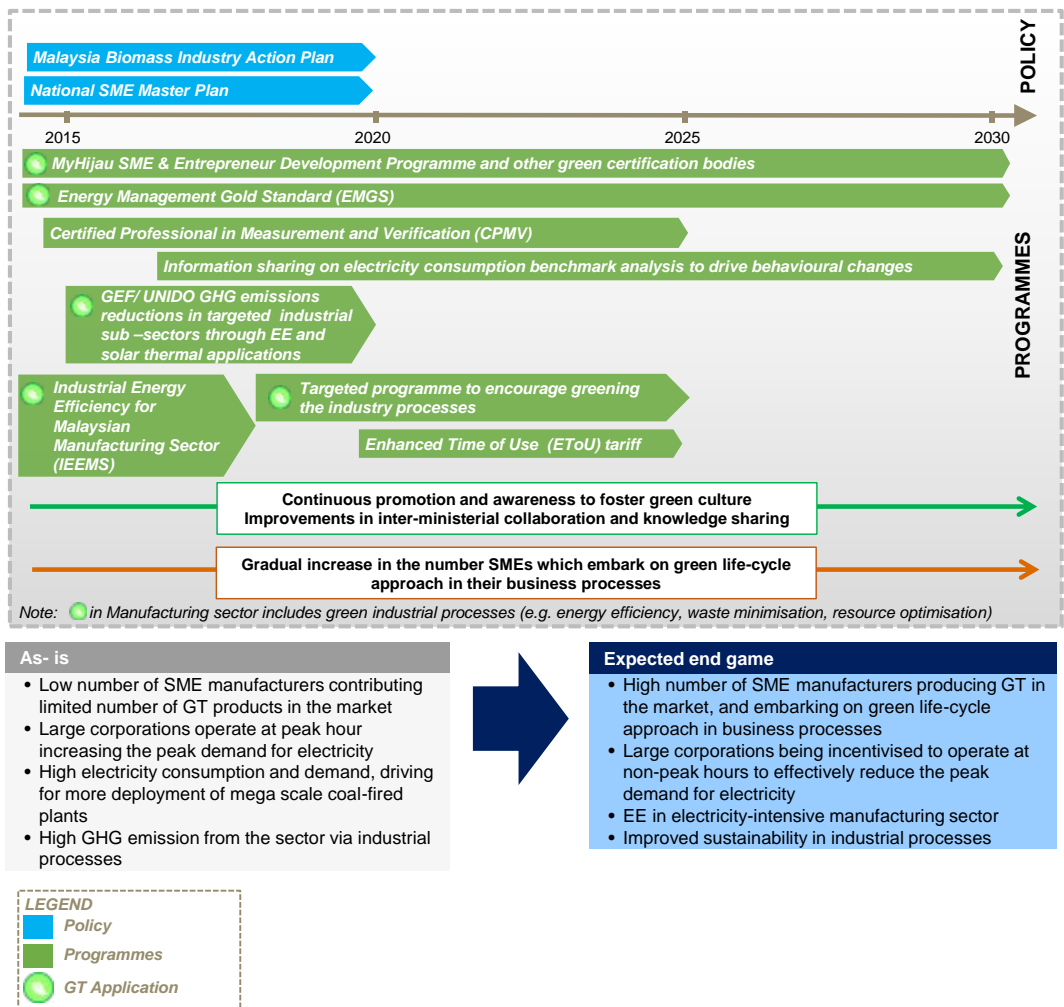 Malaysia Biomass Industry Action Plan
National SME Master Plan
POLICY
2015 2020 2025 2030
MyHijau SME & Entrepreneur Development Programme and other green certification bodies
Energy Management Gold Standard (EMGS)
Certified Professional in Measurement and Verification (CPMV)
Information sharing on electricity consumption benchmark analysis to drive behavioural changes
PROGRAMMES
GEF/ UNIDO GHG emissions
reductions in targeted industrial
sub –sectors through EE and
solar thermal applications
Industrial Energy
Efficiency for
Malaysian
Manufacturing Sector
(IEEMS)
Targeted programme to encourage greening
the industry processes
Enhanced Time of Use (EToU) tariff
Continuous promotion and awareness to foster green culture
Improvements in inter-ministerial collaboration and knowledge sharing
Gradual increase in the number SMEs which embark on green life-cycle
approach in their business processes
Note: in Manufacturing sector includes green industrial processes (e.g. energy efficiency, waste minimisation, resource optimisation)
As- is
• Low number of SME manufacturers contributing
limited number of GT products in the market
• Large corporations operate at peak hour
increasing the peak demand for electricity
• High electricity consumption and demand, driving
for more deployment of mega scale coal-fired
plants
• High GHG emission from the sector via industrial
processes
Expected end game
• High number of SME manufacturers producing GT in
the market, and embarking on green life-cycle
approach in business processes
• Large corporations being incentivised to operate at
non-peak hours to effectively reduce the peak
demand for electricity
• EE in electricity-intensive manufacturing sector
• Improved sustainability in industrial processes
LEGEND
Policy
Programmes
GT Application